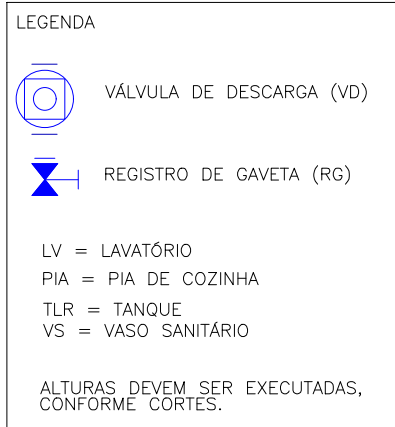 LEGENDA
VÁLVULA DE DESCARGA (VD)
REGISTRO DE GAVETA (RG)
LV = LAVATÓRIO
PIA = PIA DE COZINHA
TLR = TANQUE
VS = VASO SANITÁRIO
ALTURAS DEVEM SER EXECUTADAS,
CONFORME CORTES.